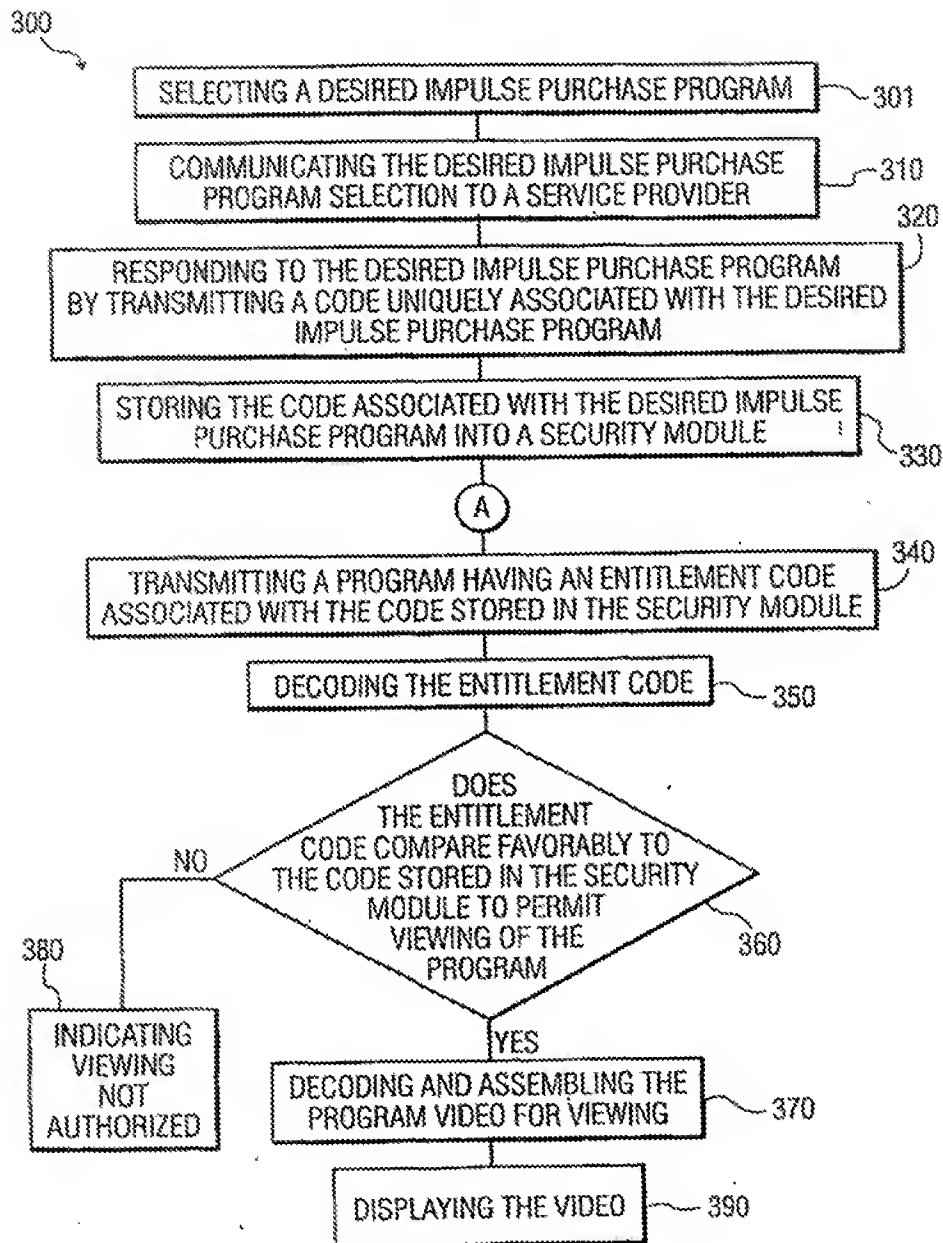 300
SELECTING A DESIRED IMPULSE PURCHASE PROGRAM
301
COMMUNICATING THE DESIRED IMPULSE PURCHASE
PROGRAM SELECTION TO A SERVICE PROVIDER
310
320
RESPONDING TO THE DESIRED IMPULSE PURCHASE PROGRAM
BY TRANSMITTING A CODE UNIQUELY ASSOCIATED WITH THE DESIRED
IMPULSE PURCHASE PROGRAM
STORING THE CODE ASSOCIATED WITH THE DESIRED IMPULSE
PURCHASE PROGRAM INTO A SECURITY MODULE
330
A
340
TRANSMITTING A PROGRAM HAVING AN ENTITLEMENT CODE
ASSOCIATED WITH THE CODE STORED IN THE SECURITY MODULE
DECODING THE ENTITLEMENT CODE
350
DOES
THE ENTITLEMENT
CODE COMPARE FAVORABLY TO
THE CODE STORED IN THE SECURITY
MODULE TO PERMIT
VIEWING OF THE
PROGRAM
360
NO
380
INDICATING
VIEWING
NOT
AUTHORIZED
YES
DECODING AND ASSEMBLING THE
PROGRAM VIDEO FOR VIEWING
370
DISPLAYING THE VIDEO
390